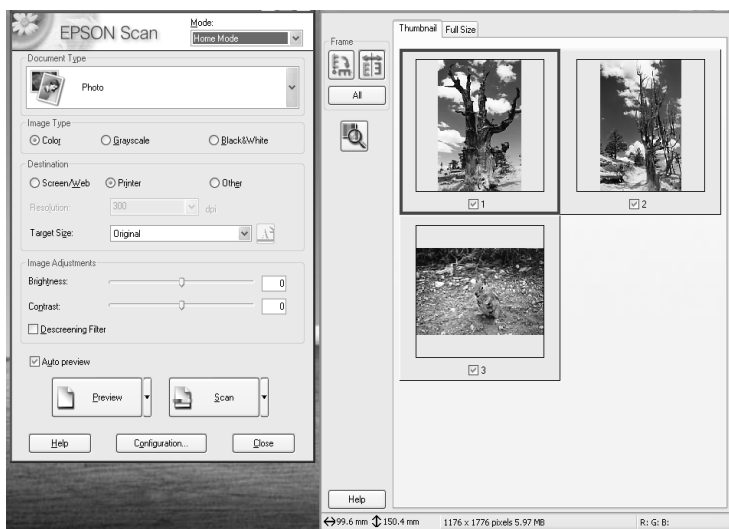 EPSON Scan
Mode:
Home Mode
Document Type
Photo
Image Type
Color
Grayscale
Black&White
Destination
Screen/Web
Printer
Other
Resolution:
300
dpi
Target Size:
Original
Image Adjustments
Brightness:
0
Contrast:
0
Descreening Filter
Auto preview
Preview
Scan
Help
Configuration...
Close
Frame
All
Help
Thumbnail
Full Size
1
2
3
99.6 mm
150.4 mm
1176 x 1776 pixels 5.97 MB
R: G: B: